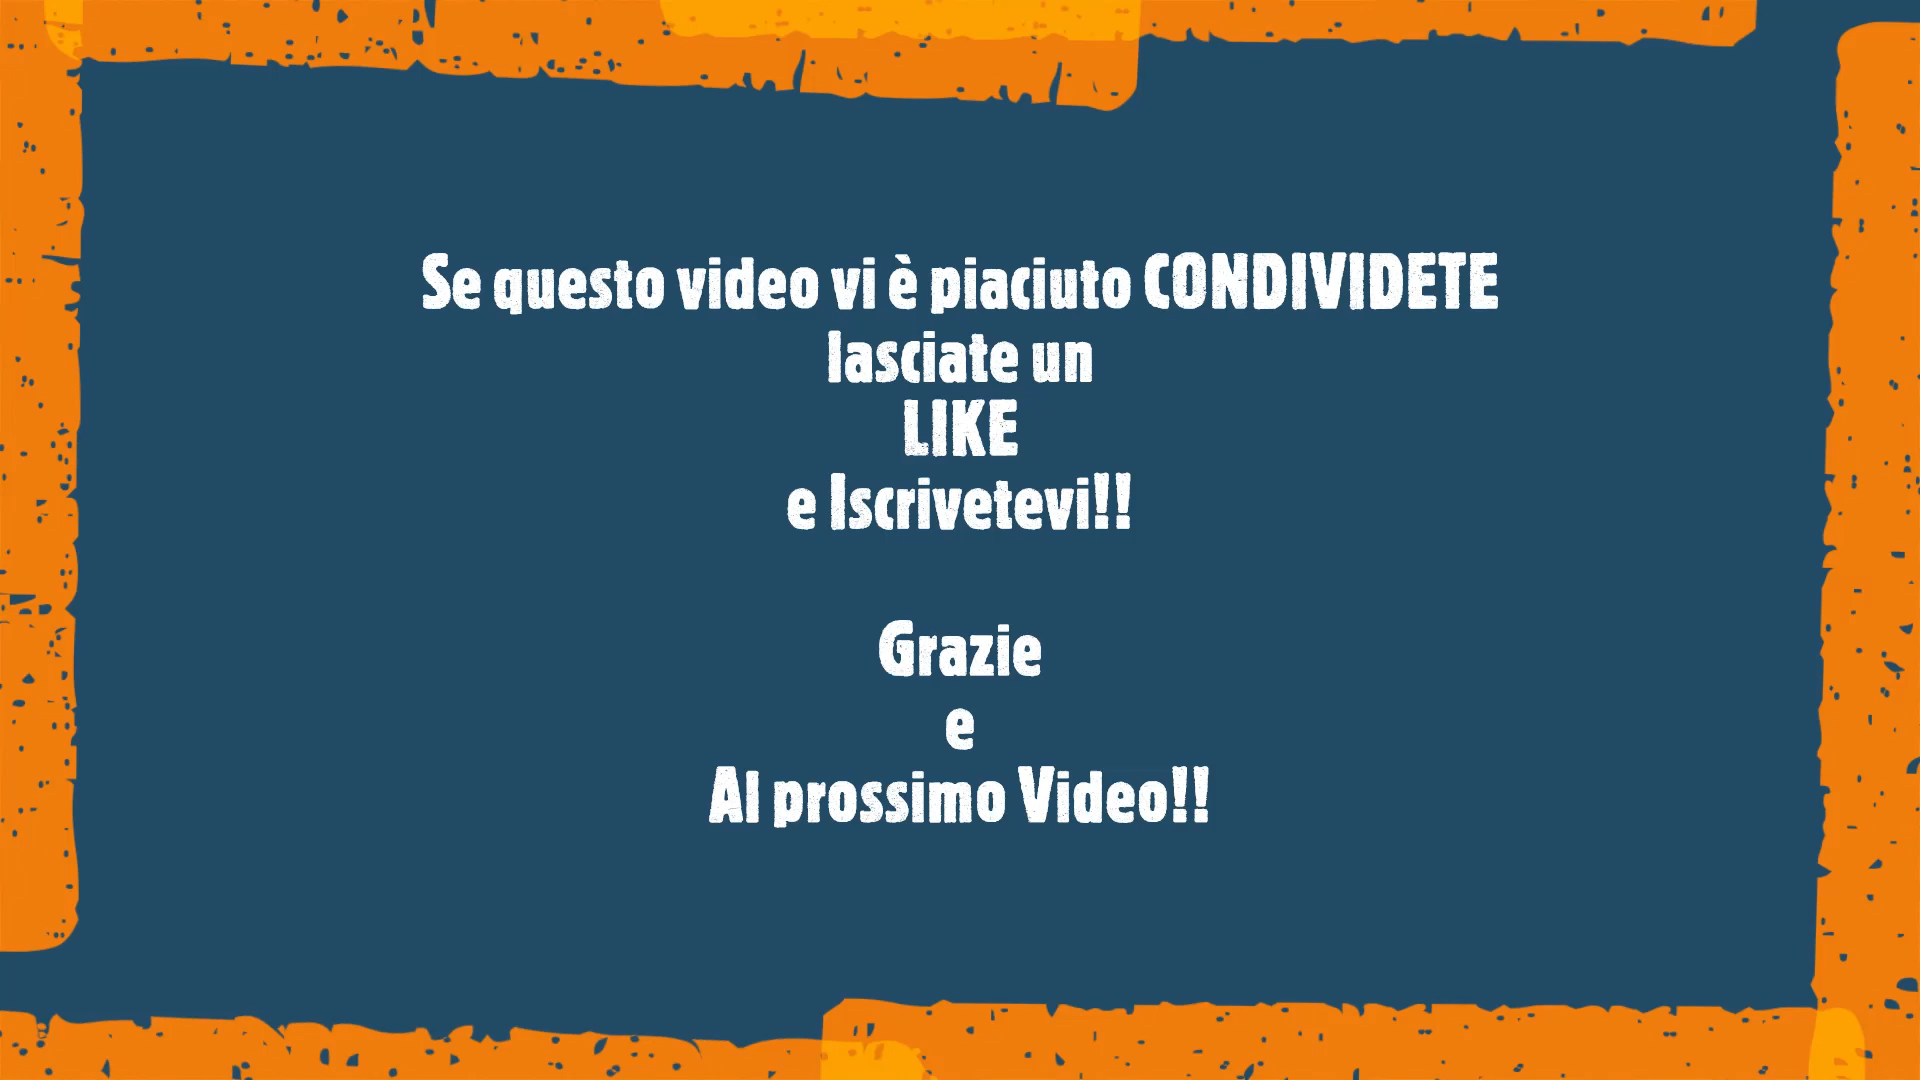 Se questo video vi è piaciuto CONDIVIDETE
lasciate un
LIKE
e Iscrivetevi!!
Grazie
e
Al prossimo Video!!